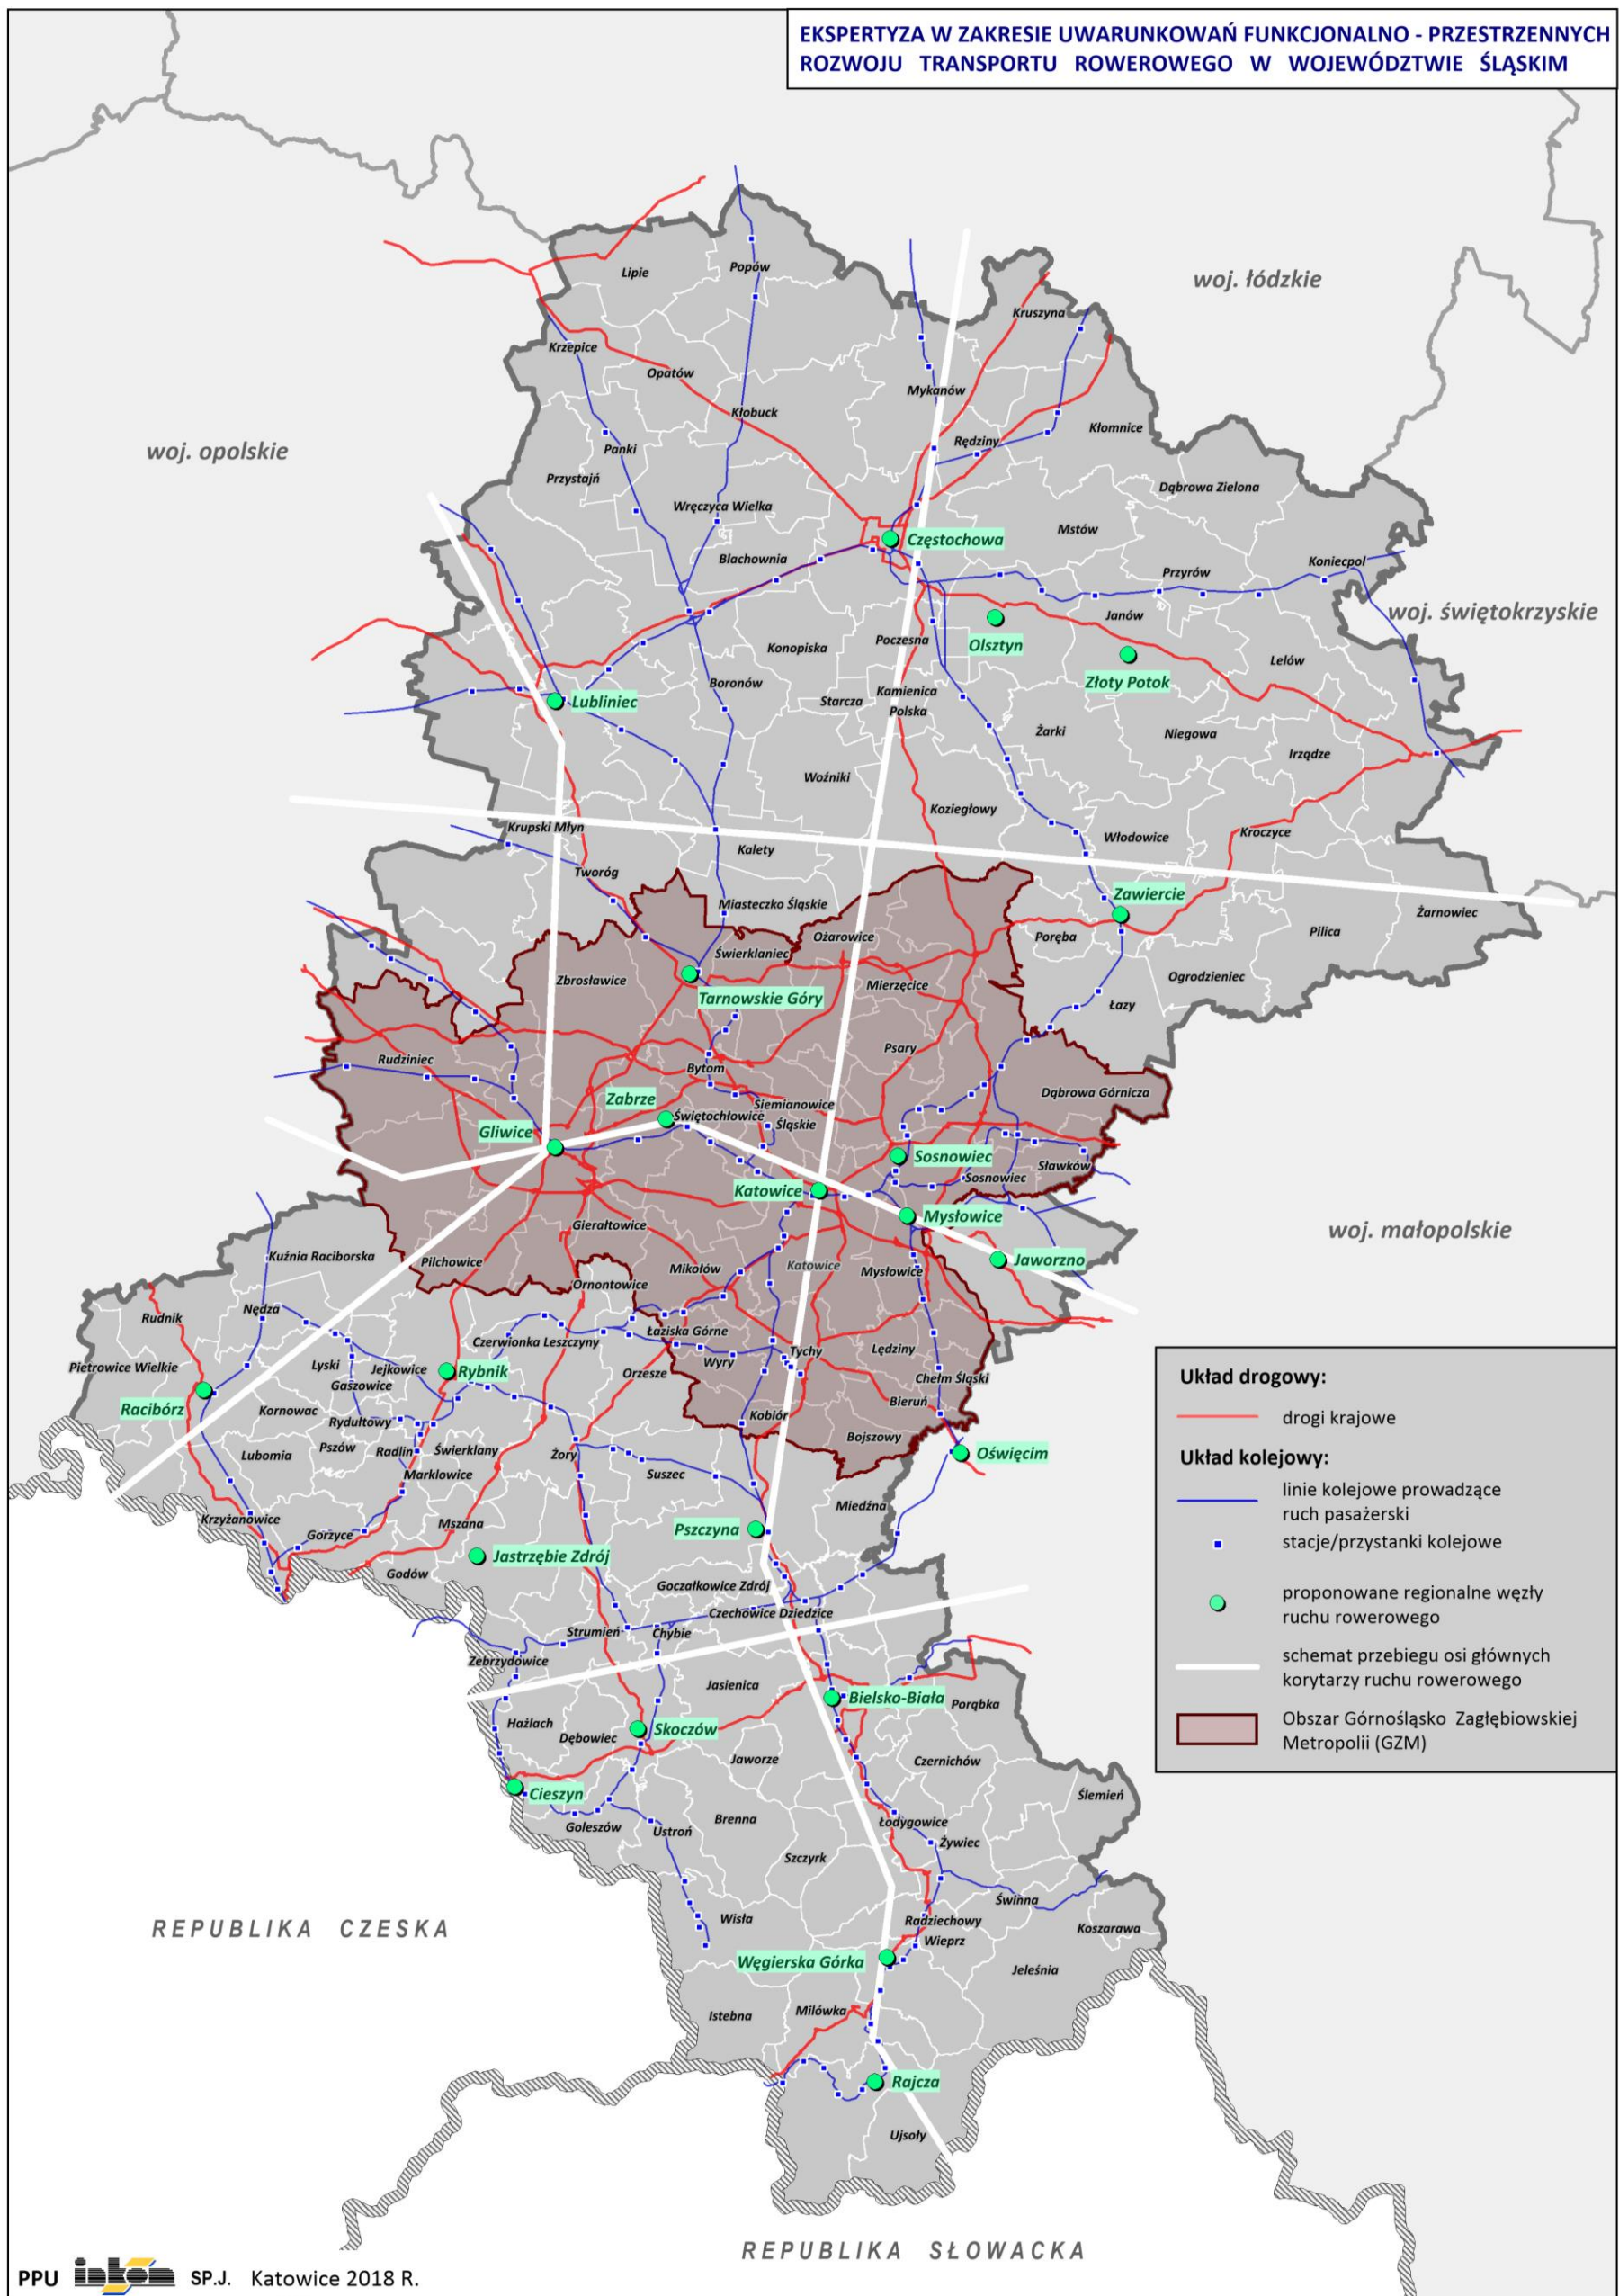 EKSPERTYZA W ZAKRESIE UWARUNKOWAŃ FUNKCJONALNO - PRZESTRZENNYCH
ROZWOJU TRANSPORTU ROWEROWEGO W WOJEWÓDZTWIE ŚLĄSKIM
Lipie
Popów
woj. łódzkie
Kruszyna
Krzepice
Opatów
Mykanów
Kłobuck
Kłomnice
woj. opolskie
Panki
Rędziny
Przystajń
Dąbrowa Zielona
Wręczyca Wielka
Mstów
Częstochowa
Blachownia
Koniecpol
Przyrów
woj. świętokrzyskie
Janów
Poczesna
Olsztyn
Konopiska
Lelów
Złoty Potok
Boronów
Kamienica
Polska
Starcza
Lubliniec
Żarki
Niegowa
Irządze
Woźniki
Koziegłowy
Krupski Młyn
Włodowice
Kroczyce
Kalety
Tworóg
Zawiercie
Miasteczko Śląskie
Żarnowiec
Ożarowice
Poręba
Pilica
Świerklaniec
Zbrosławice
Ogrodzieniec
Mierzęcice
Tarnowskie Góry
Łazy
Psary
Rudziniec
Bytom
Dąbrowa Górnicza
Zabrze
Siemianowice
Śląskie
Świętochłowice
Gliwice
Sosnowiec
Sławków
Sosnowiec
Katowice
Mysłowice
Gierałtowice
woj. małopolskie
Kuźnia Raciborska
Pilchowice
Jaworzno
Katowice
Mikołów
Mysłowice
Ornontowice
Nędza
Rudnik
Łaziska Górne
Czerwionka Leszczyny
Tychy
Lędziny
Wyry
Pietrowice Wielkie
Lyski
Jejkowice
Rybnik
Orzesze
Chełm Śląski
Gaszowice
Racibórz
Bieruń
Kornowac
Kobiór
Rydułtowy
Bojszowy
Pszów
Radlin
Świerklany
Żory
Lubomia
Oświęcim
Marklowice
Suszec
Miedźna
Krzyżanowice
Mszana
Gorzyce
Pszczyna
Jastrzębie Zdrój
Godów
Goczałkowice Zdrój
Czechowice Dziedzice
Strumień
Chybie
Zebrzydowice
Jasienica
Bielsko-Biała
Porąbka
Hażlach
Skoczów
Dębowiec
Jaworze
Czernichów
Cieszyn
Ślemień
Brenna
Łodygowice
Goleszów
Ustroń
Żywiec
Szczyrk
Świnna
Wisła
Radziechowy
Wieprz
Koszarawa
Węgierska Górka
Jeleśnia
Istebna
Milówka
Rajcza
Ujsoły
REPUBLIKA CZESKA
REPUBLIKA SŁOWACKA
Układ drogowy:
drogi krajowe
Układ kolejowy:
linie kolejowe prowadzące
ruch pasażerski
stacje/przystanki kolejowe
proponowane regionalne węzły
ruchu rowerowego
schemat przebiegu osi głównych
korytarzy ruchu rowerowego
Obszar Górnośląsko Zagłębiowskiej
Metropolii (GZM)
PPU inkom SP.J. Katowice 2018 R.